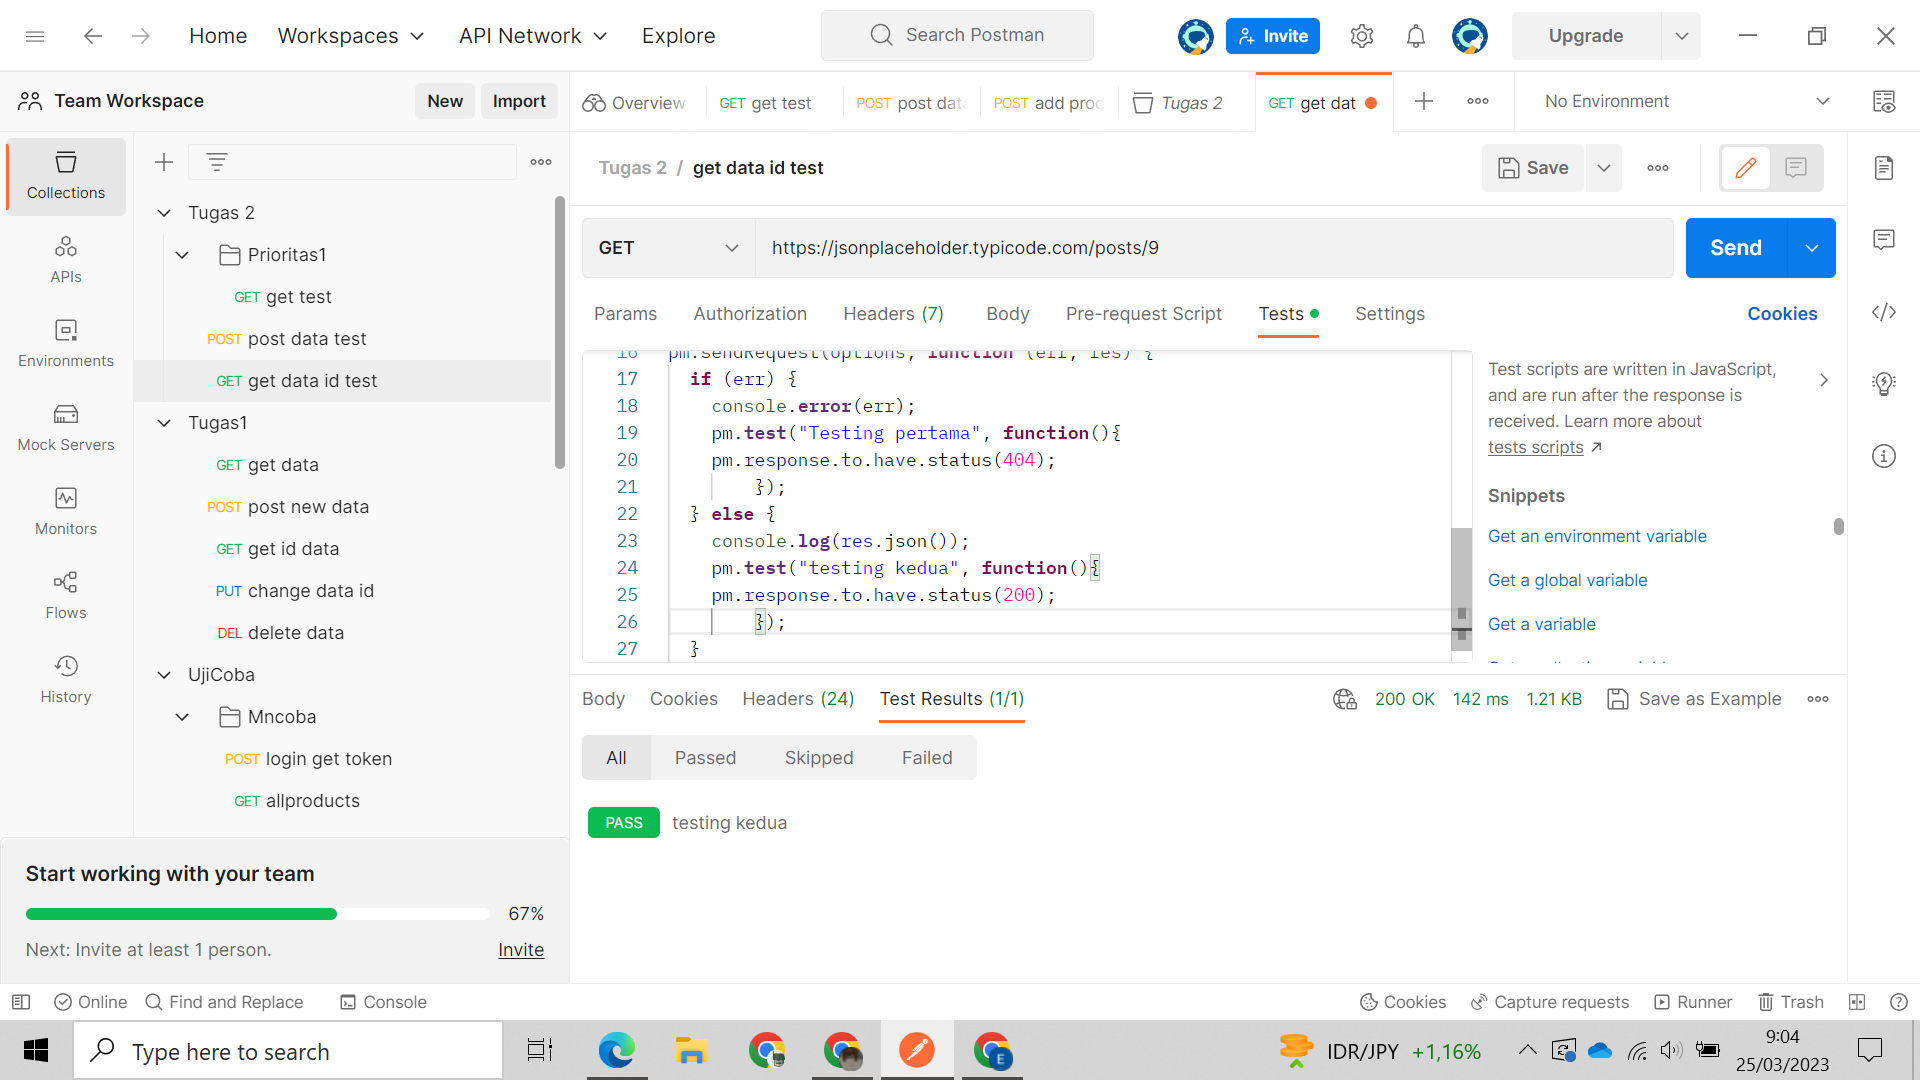 Home Workspaces API Network Explore Search Postman Invite Upgrade
Team Workspace New Import
Overview GET get test POST post data POST add prod Tugas 2 GET get dat No Environment
Tugas 2 / get data id test Save
Collections
APIs
Environments
Mock Servers
Monitors
Flows
History
Tugas 2
Prioritas1
GET get test
POST post data test
GET get data id test
Tugas1
GET get data
POST post new data
GET get id data
PUT change data id
DEL delete data
UjiCoba
Mncoba
POST login get token
GET allproducts
Start working with your team
67%
Next: Invite at least 1 person. Invite
GET https://jsonplaceholder.typicode.com/posts/9 Send
Params Authorization Headers (7) Body Pre-request Script Tests Settings Cookies
16 pm.sendRequest(options, function (err, res) {
17 if (err) {
18 console.error(err);
19 pm.test("Testing pertama", function(){
20 pm.response.to.have.status(404);
21 });
22 } else {
23 console.log(res.json());
24 pm.test("testing kedua", function(){
25 pm.response.to.have.status(200);
26 });
27 }
Test scripts are written in JavaScript,
and are run after the response is
received. Learn more about
tests scripts
Snippets
Get an environment variable
Get a global variable
Get a variable
Body Cookies Headers (24) Test Results (1/1) 200 OK 142 ms 1.21 KB Save as Example
All Passed Skipped Failed
PASS testing kedua
Online Find and Replace Console Cookies Capture requests Runner Trash
Type here to search IDR/JPY +1,16% 9:04
25/03/2023